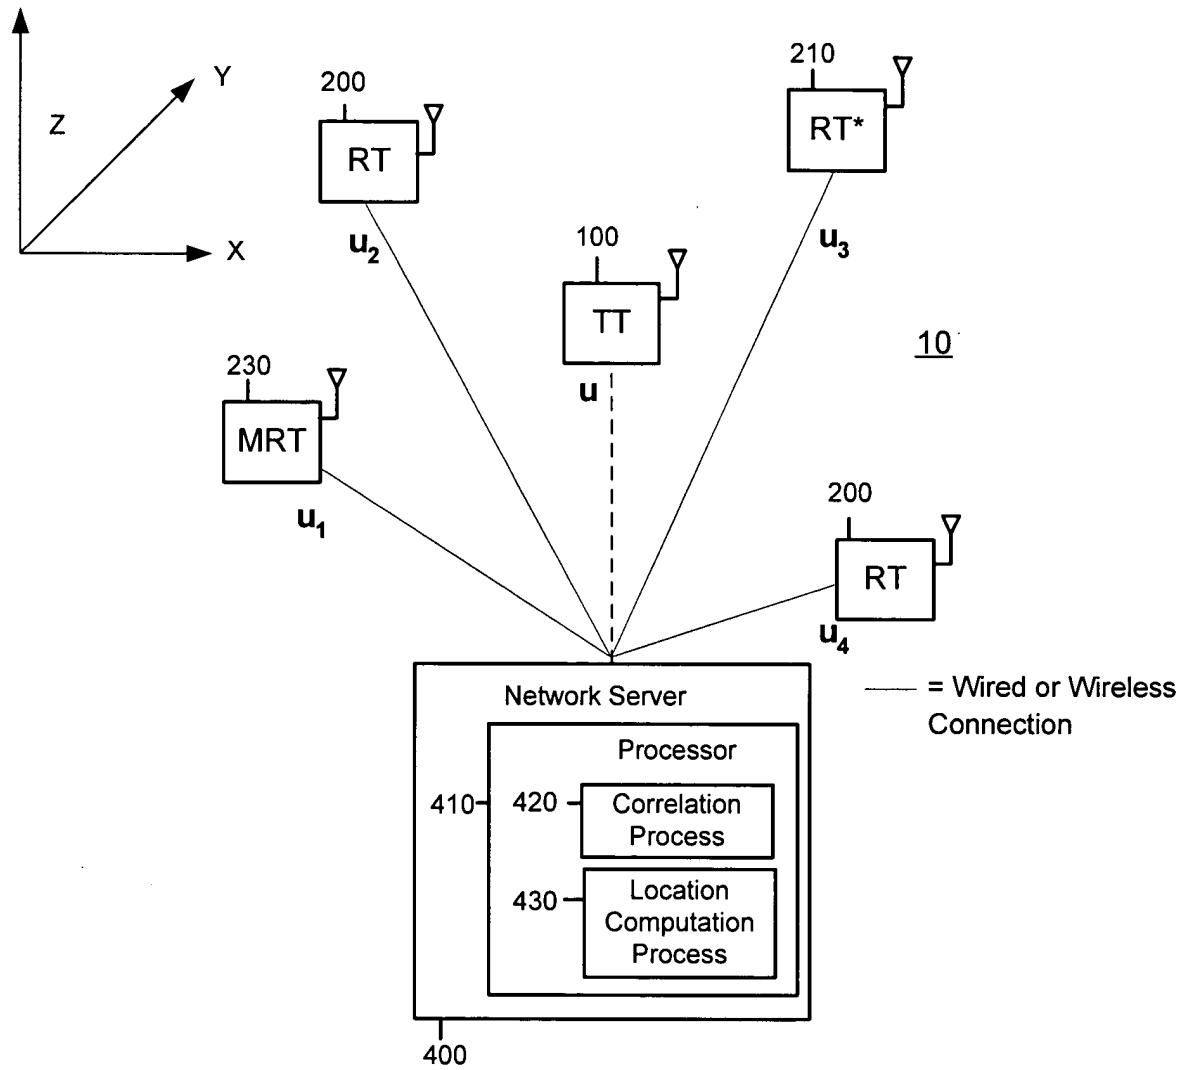 Y
Z
X
200
RT
u2
210
RT*
u3
100
TT
u
10
230
MRT
u1
200
RT
u4
Network Server
= Wired or Wireless
Connection
Processor
410
420
Correlation
Process
430
Location
Computation
Process
400